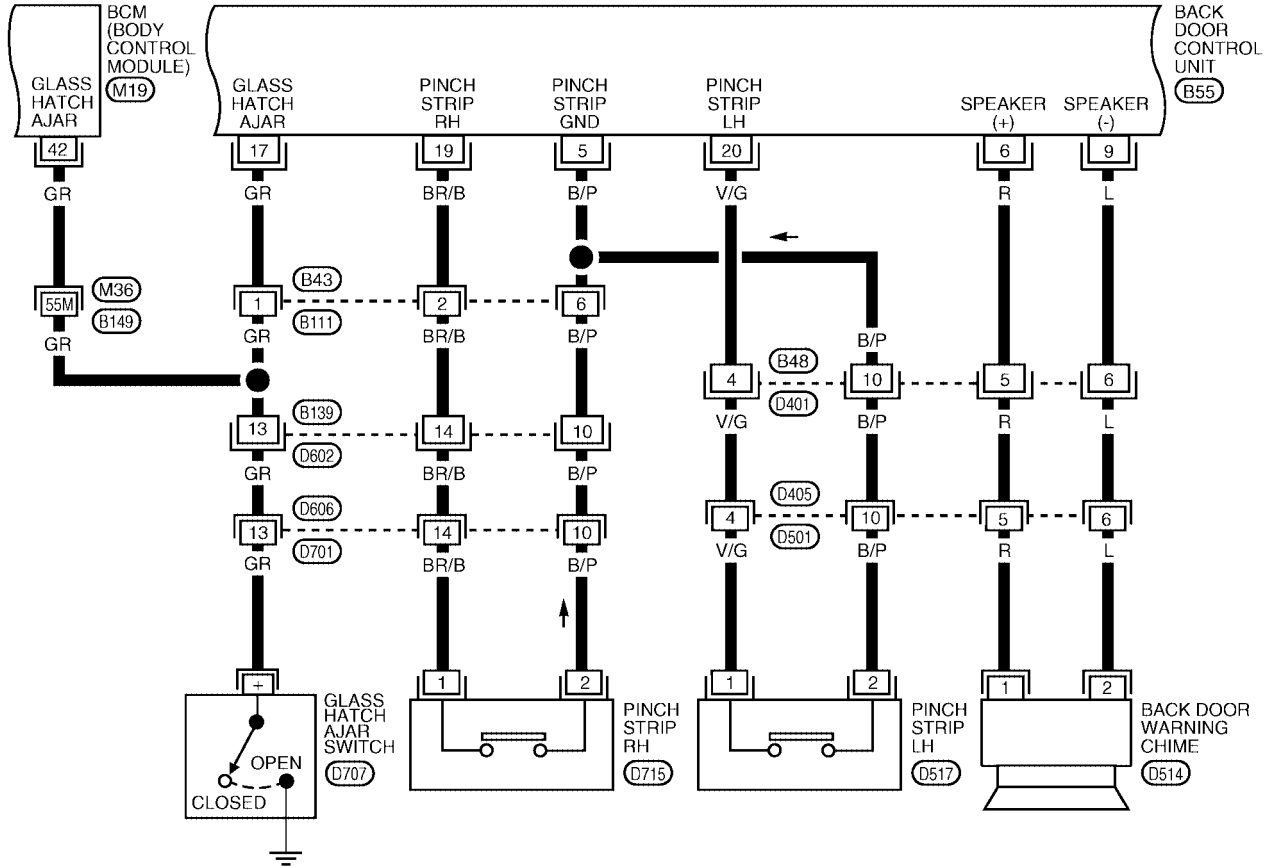 BCM
(BODY
CONTROL
MODULE)
M19
GLASS
HATCH
AJAR
42
BACK
DOOR
CONTROL
UNIT
B55
GLASS
HATCH
AJAR
PINCH
STRIP
RH
PINCH
STRIP
GND
PINCH
STRIP
LH
SPEAKER
(+)
SPEAKER
(-)
17
19
5
20
6
9
GR
GR
BR/B
B/P
V/G
R
L
55M
M36
B149
1
B43
B111
2
6
GR
GR
BR/B
B/P
B/P
4
B48
D401
10
5
6
13
B139
D602
14
10
V/G
B/P
R
L
GR
BR/B
B/P
13
D606
D701
14
10
4
D405
D501
10
5
6
GR
BR/B
B/P
V/G
B/P
R
L
+
1
2
1
2
1
2
GLASS
HATCH
AJAR
SWITCH
D707
OPEN
CLOSED
PINCH
STRIP
RH
D715
PINCH
STRIP
LH
D517
BACK DOOR
WARNING
CHIME
D514